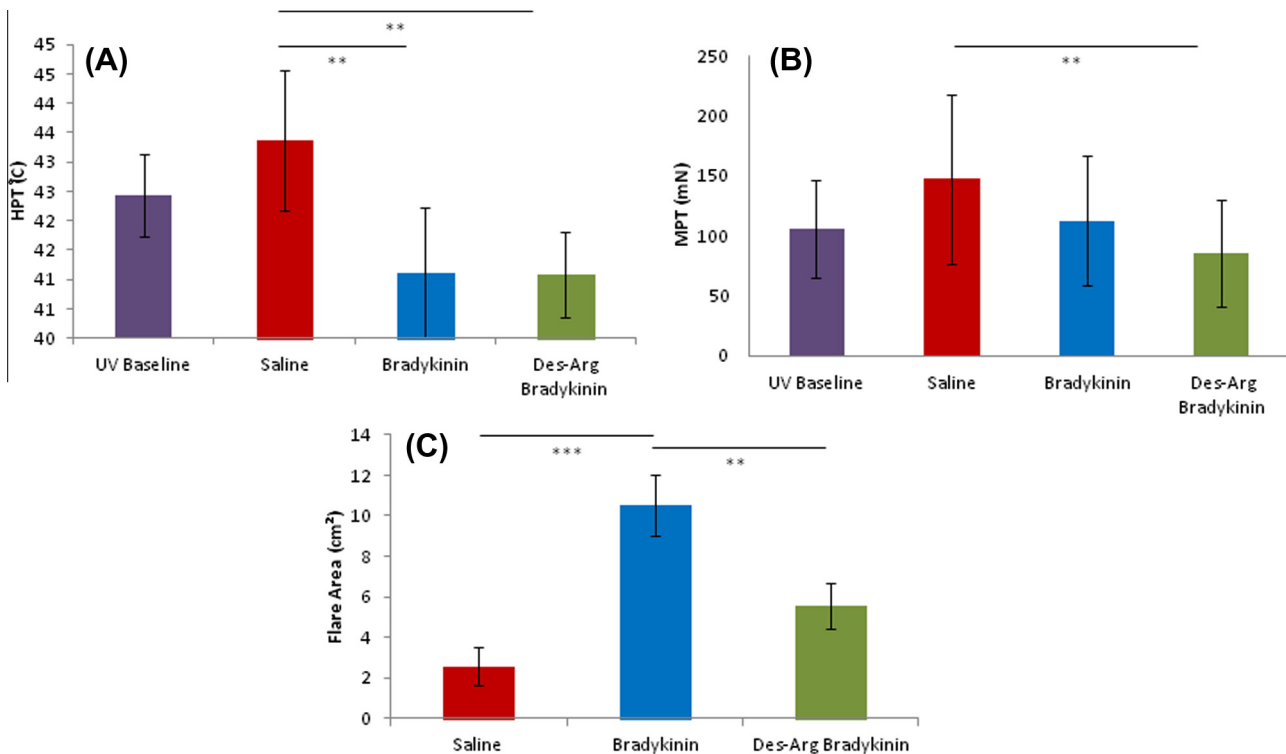 (A)
**
**
HPT °(C)
45
45
44
44
43
43
42
42
41
41
40
UV Baseline
Saline
Bradykinin
Des-Arg
Bradykinin
(B)
**
MPT (mN)
250
200
150
100
50
0
UV Baseline
Saline
Bradykinin
Des-Arg
Bradykinin
(C)
***
**
Flare Area (cm²)
14
12
10
8
6
4
2
0
Saline
Bradykinin
Des-Arg Bradykinin